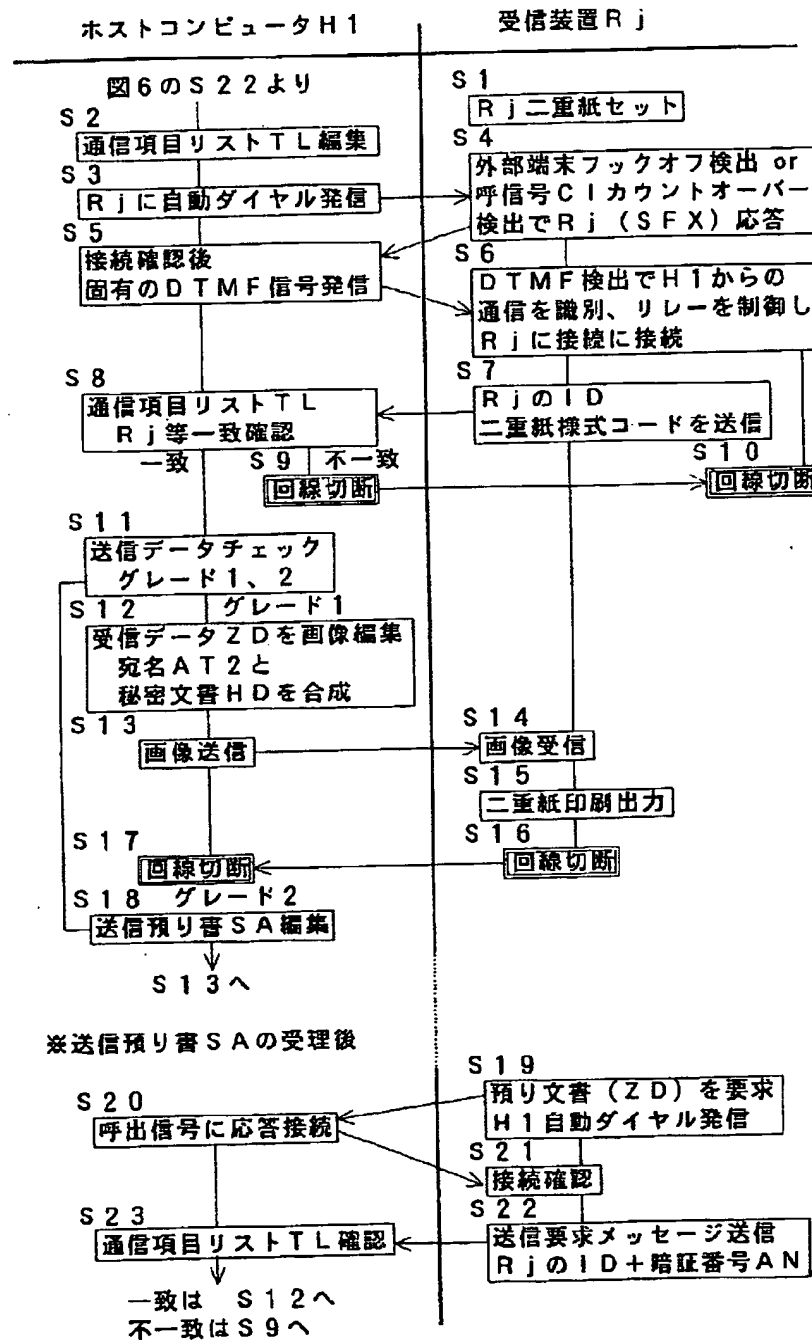 ホストコンピュータH1
受信装置Rj
図6のS22より
S1
Rj二重紙セット
S2
通信項目リストTL編集
S3
Rjに自動ダイヤル発信
S4
外部端末フックオフ検出 or
呼信号CIカウントオーバー
検出でRj(SFX)応答
S5
接続確認後
固有のDTMF信号発信
S6
DTMF検出でH1からの
通信を識別、リレーを制御し
Rjに接続に接続
S7
RjのID
二重紙様式コードを送信
S8
通信項目リストTL
Rj等一致確認
一致 S9 不一致
回線切断
S10
回線切断
S11
送信データチェック
グレード1、2
S12 グレード1
受信データZDを画像編集
宛名AT2と
秘密文書HDを合成
S13
画像送信
S14
画像受信
S15
二重紙印刷出力
S16
回線切断
S17
回線切断
S18 グレード2
送信預り書SA編集
S13へ
※送信預り書SAの受理後
S19
預り文書(ZD)を要求
H1自動ダイヤル発信
S20
呼出信号に応答接続
S21
接続確認
S22
送信要求メッセージ送信
RjのID+暗証番号AN
S23
通信項目リストTL確認
一致は S12へ
不一致はS9へ